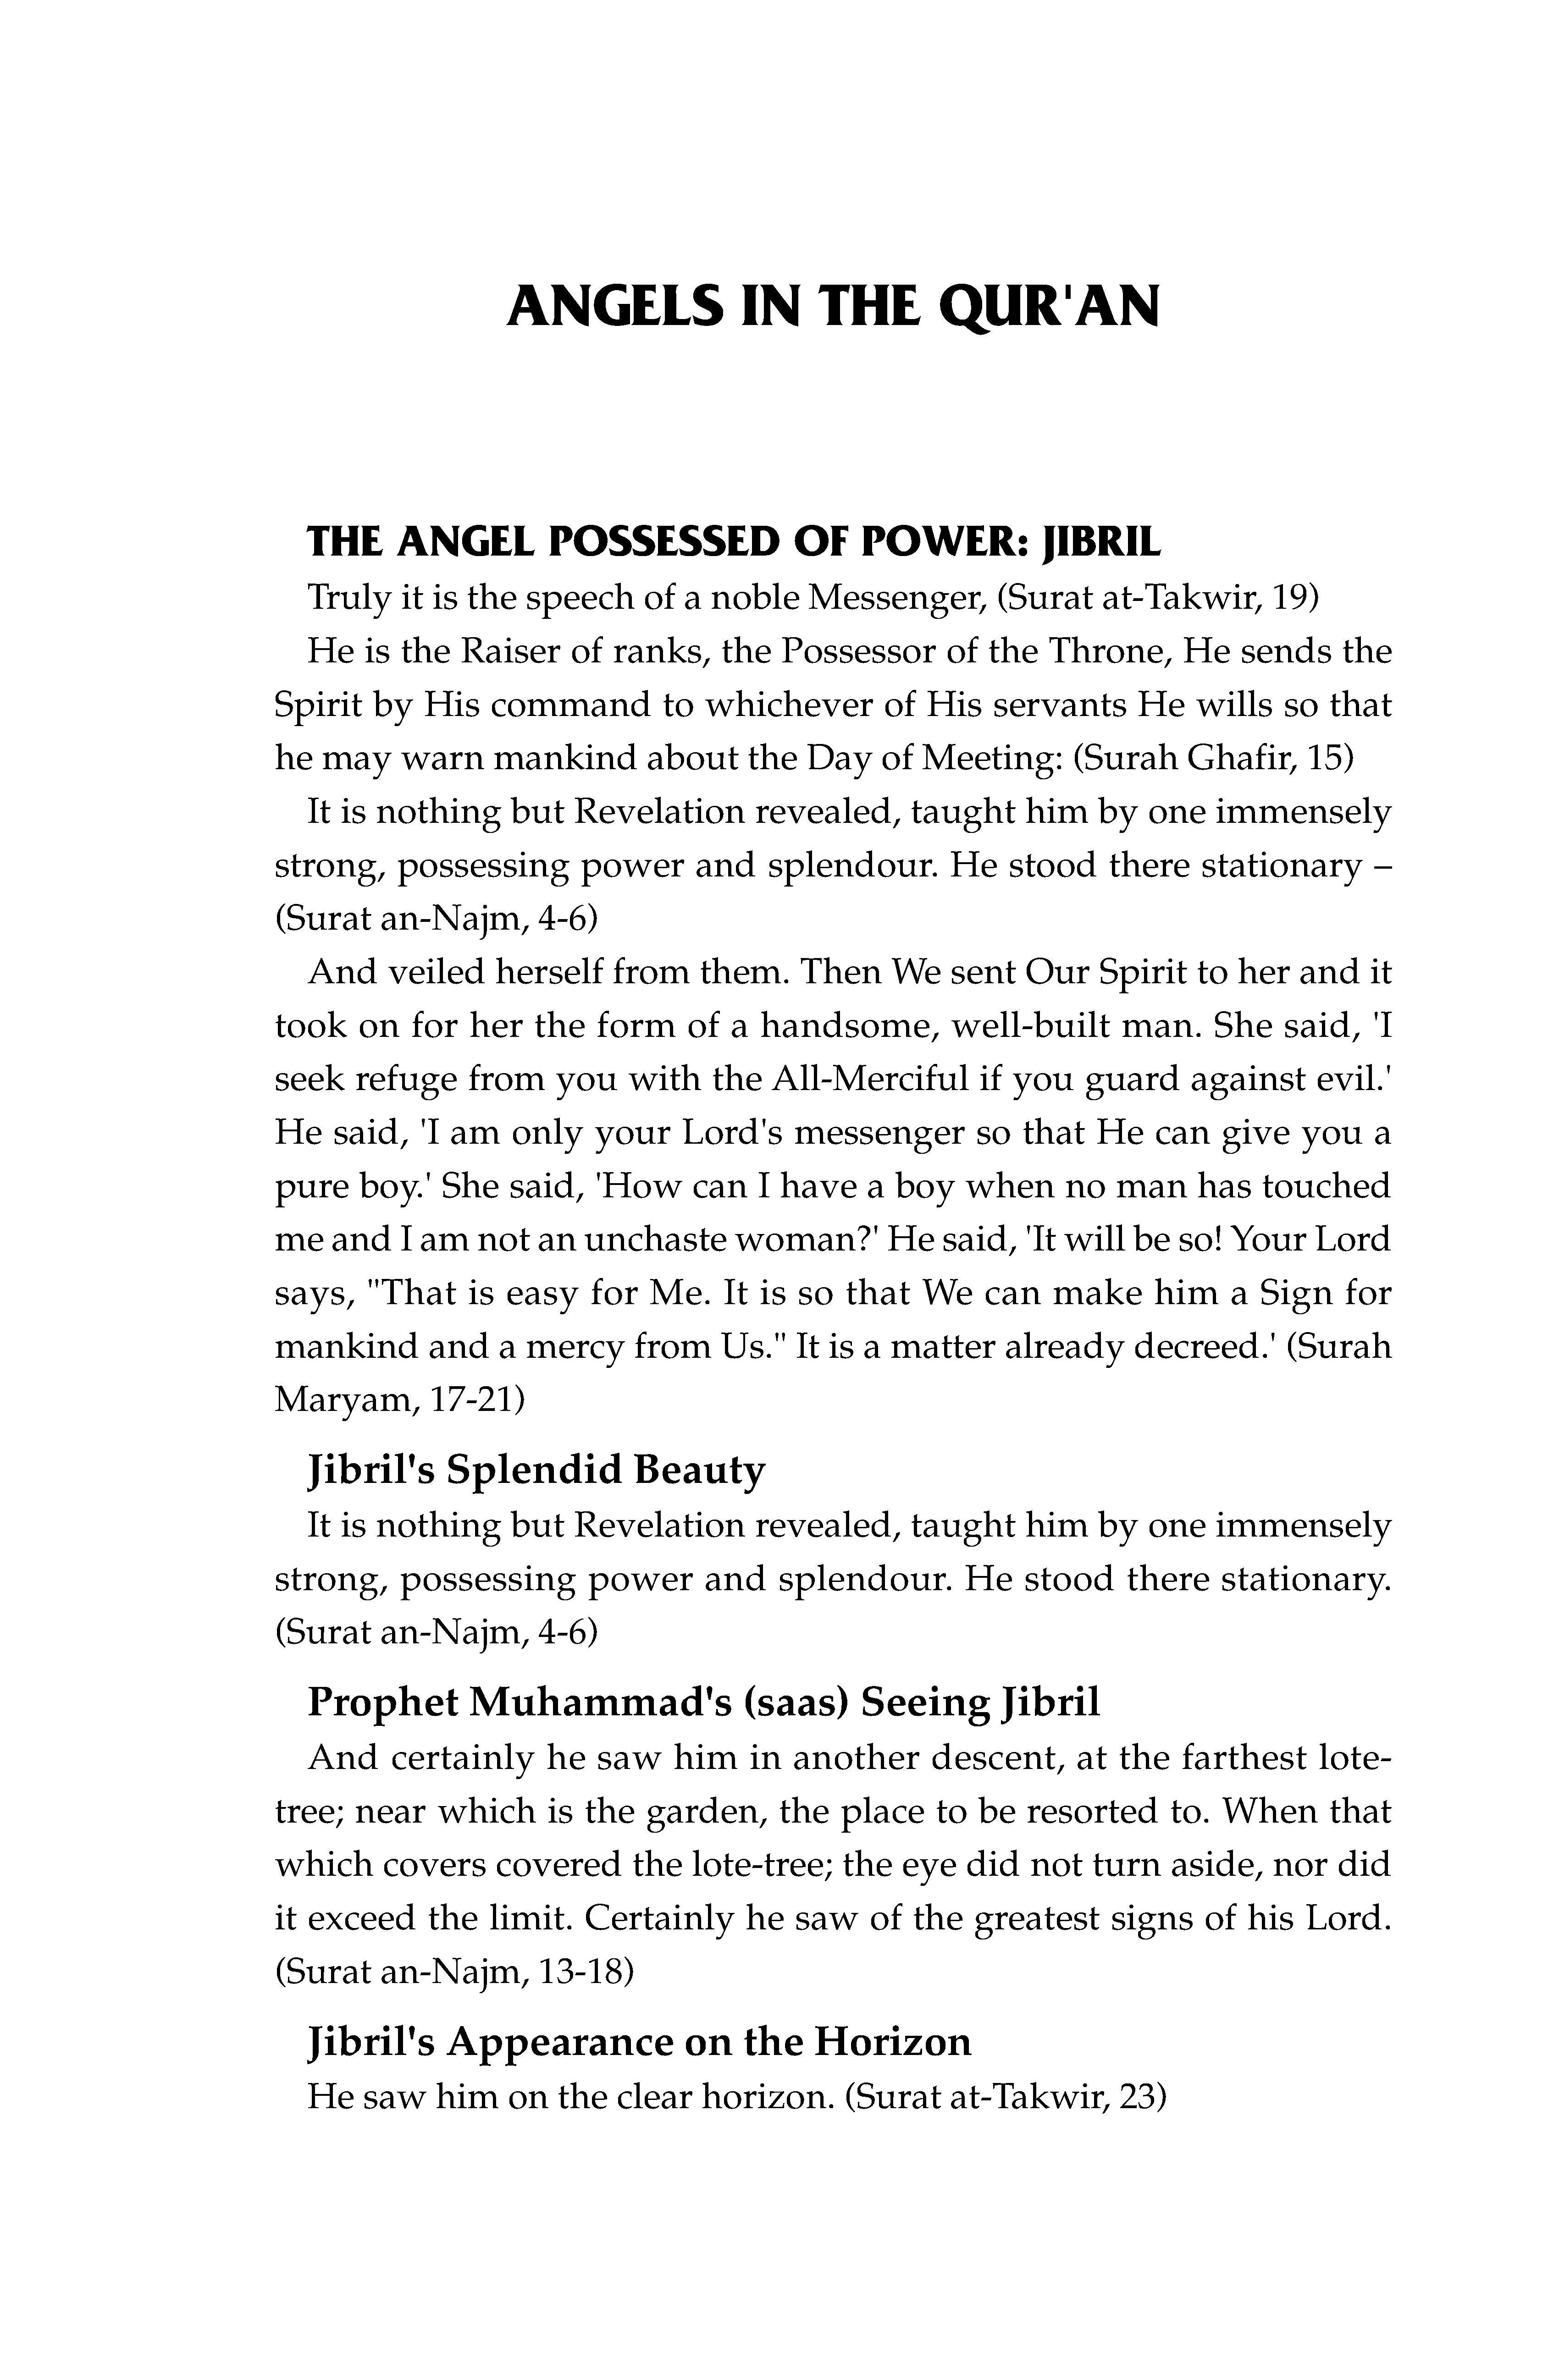 ANGELS IN THE QUR'AN
THE ANGEL POSSESSED OF POWER: JIBRIL
Truly it is the speech of a noble Messenger, (Surat at-Takwir, 19)
He is the Raiser of ranks, the Possessor of the Throne, He sends the
Spirit by His command to whichever of His servants He wills so that
he may warn mankind about the Day of Meeting: (Surah Ghafir, 15)
It is nothing but Revelation revealed, taught him by one immensely
strong, possessing power and splendour. He stood there stationary –
(Surat an-Najm, 4-6)
And veiled herself from them. Then We sent Our Spirit to her and it
took on for her the form of a handsome, well-built man. She said, 'I
seek refuge from you with the All-Merciful if you guard against evil.'
He said, 'I am only your Lord's messenger so that He can give you a
pure boy.' She said, 'How can I have a boy when no man has touched
me and I am not an unchaste woman?' He said, 'It will be so! Your Lord
says, "That is easy for Me. It is so that We can make him a Sign for
mankind and a mercy from Us." It is a matter already decreed.' (Surah
Maryam, 17-21)
Jibril's Splendid Beauty
It is nothing but Revelation revealed, taught him by one immensely
strong, possessing power and splendour. He stood there stationary.
(Surat an-Najm, 4-6)
Prophet Muhammad's (saas) Seeing Jibril
And certainly he saw him in another descent, at the farthest lote-
tree; near which is the garden, the place to be resorted to. When that
which covers covered the lote-tree; the eye did not turn aside, nor did
it exceed the limit. Certainly he saw of the greatest signs of his Lord.
(Surat an-Najm, 13-18)
Jibril's Appearance on the Horizon
He saw him on the clear horizon. (Surat at-Takwir, 23)